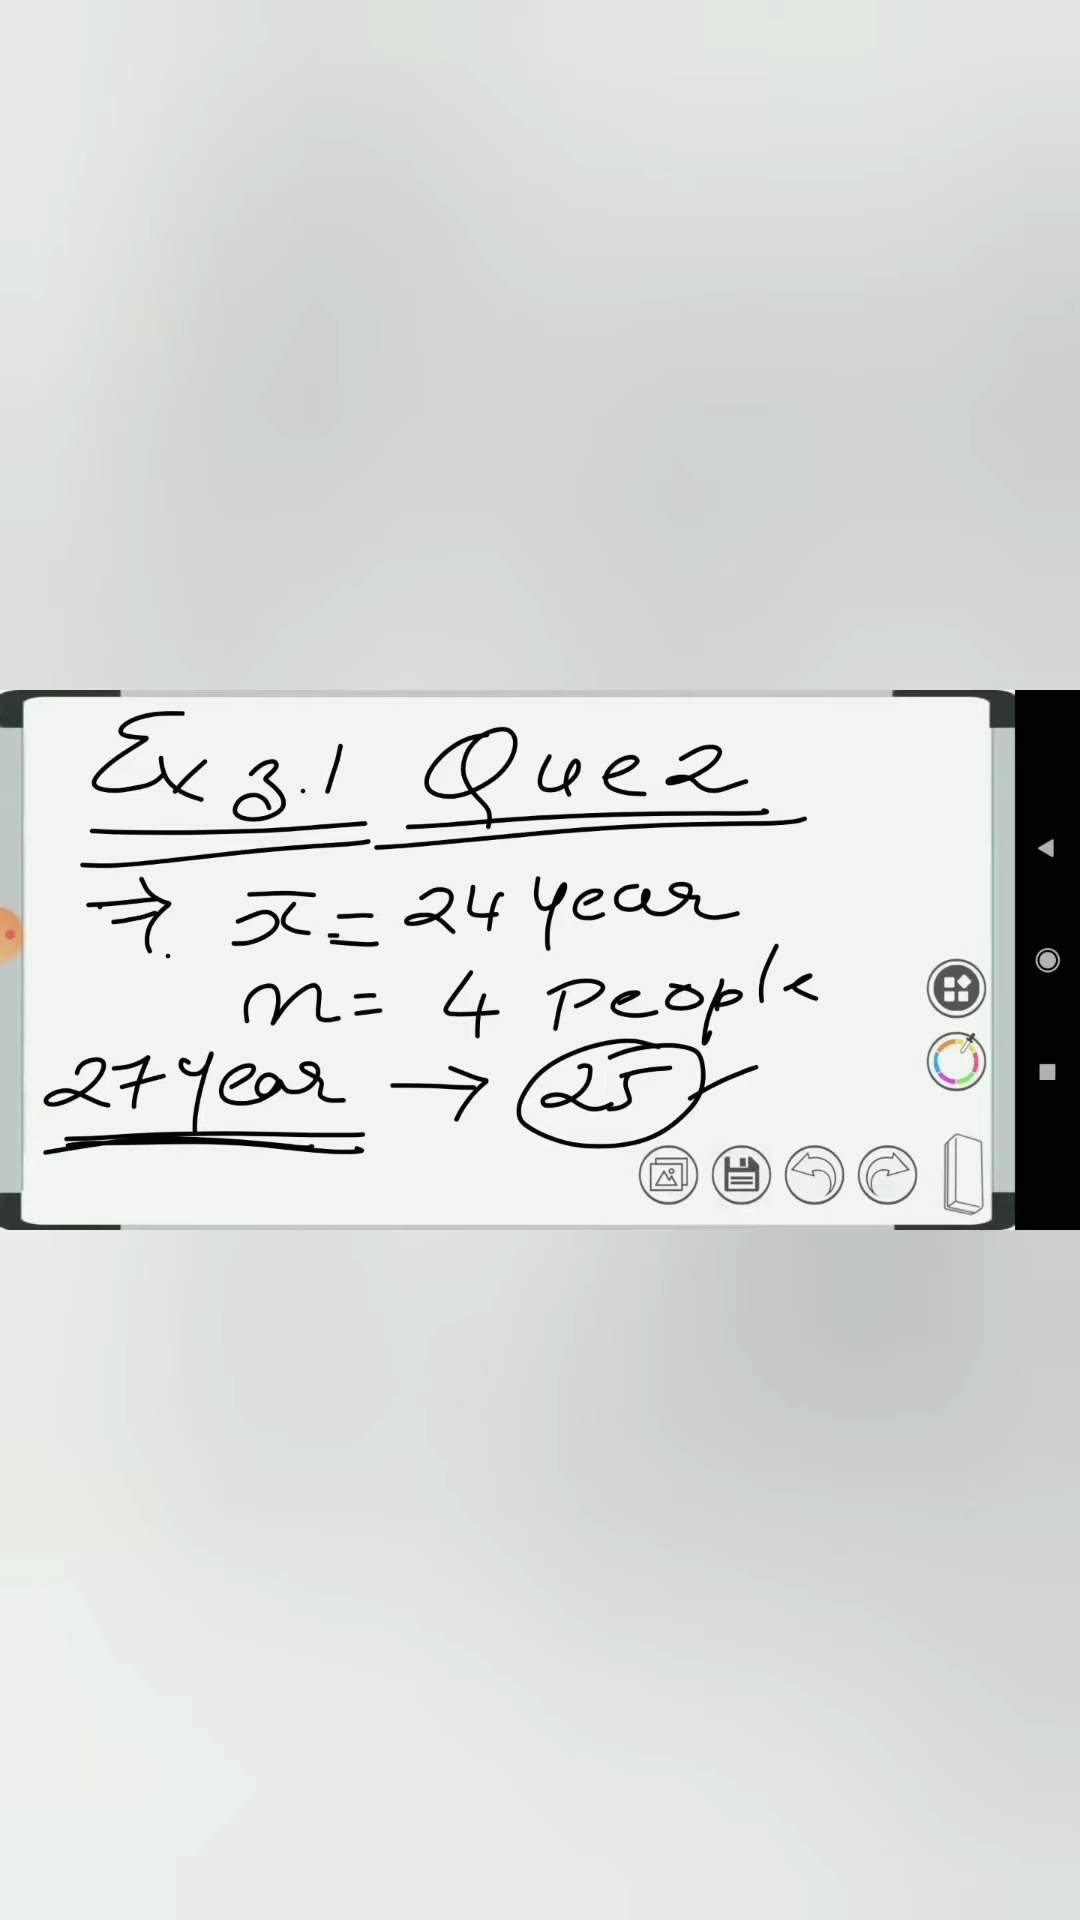 Ex 3.1 Que 2
⇒ x̄ = 24 year
n = 4 people
27 year → 25